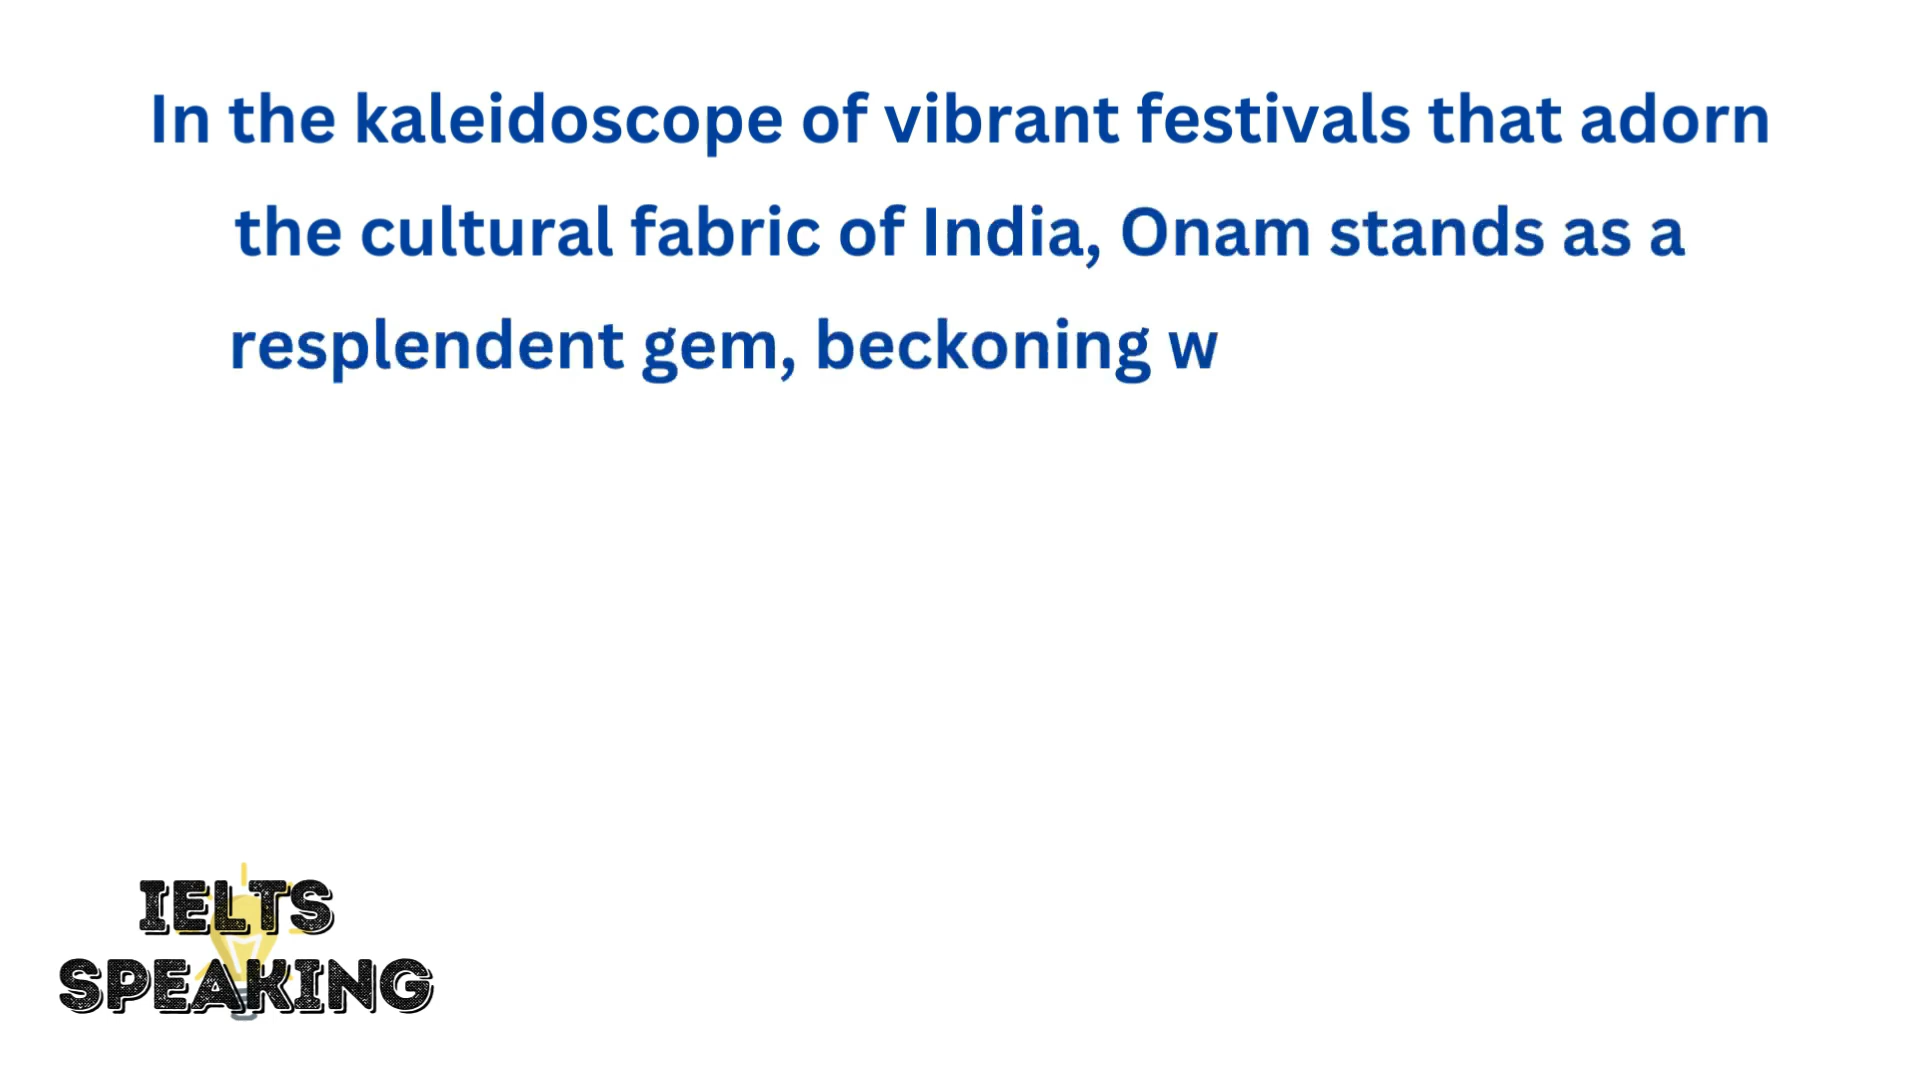 In the kaleidoscope of vibrant festivals that adorn
the cultural fabric of India, Onam stands as a
resplendent gem, beckoning w
IELTS
SPEAKING